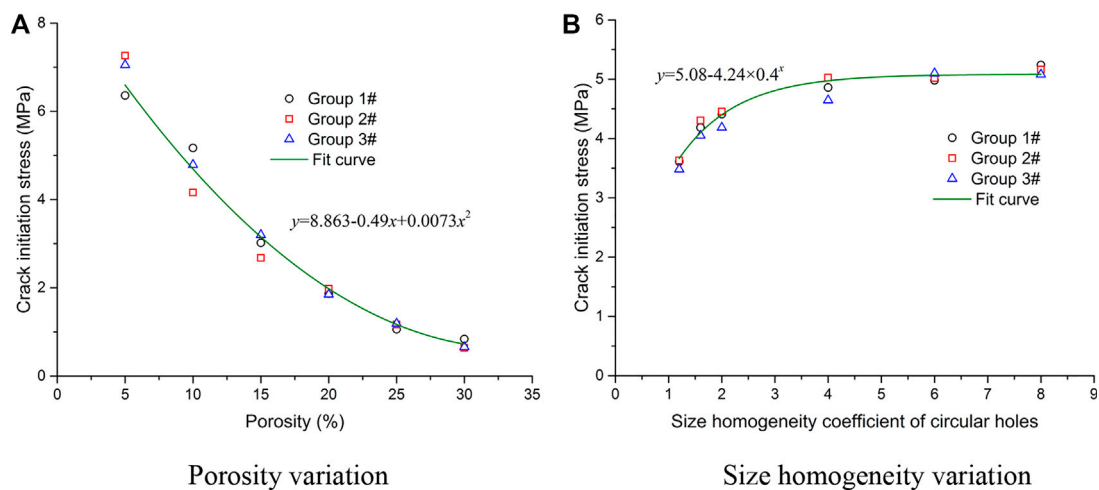 A
8
6
4
2
0
Crack initiation stress (MPa)
Group 1#
Group 2#
Group 3#
Fit curve
y=8.863-0.49x+0.0073x²
0 5 10 15 20 25 30 35
Porosity (%)
Porosity variation
B
6
5
4
3
2
1
0
Crack initiation stress (MPa)
y=5.08-4.24×0.4ˣ
Group 1#
Group 2#
Group 3#
Fit curve
0 1 2 3 4 5 6 7 8 9
Size homogeneity coefficient of circular holes
Size homogeneity variation